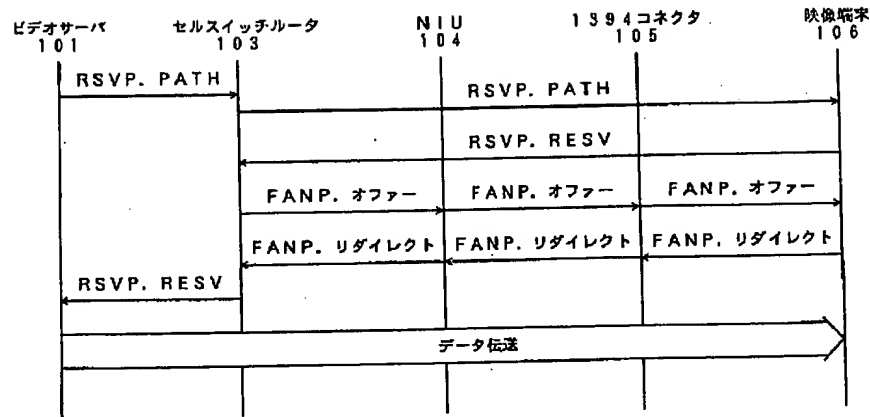 ビデオサーバ セルスイッチルータ NIU 1394コネクタ 映像端末
101 103 104 105 106
RSVP. PATH
RSVP. PATH
RSVP. RESV
FANP. オファー FANP. オファー FANP. オファー
FANP. リダイレクト FANP. リダイレクト FANP. リダイレクト
RSVP. RESV
データ伝送